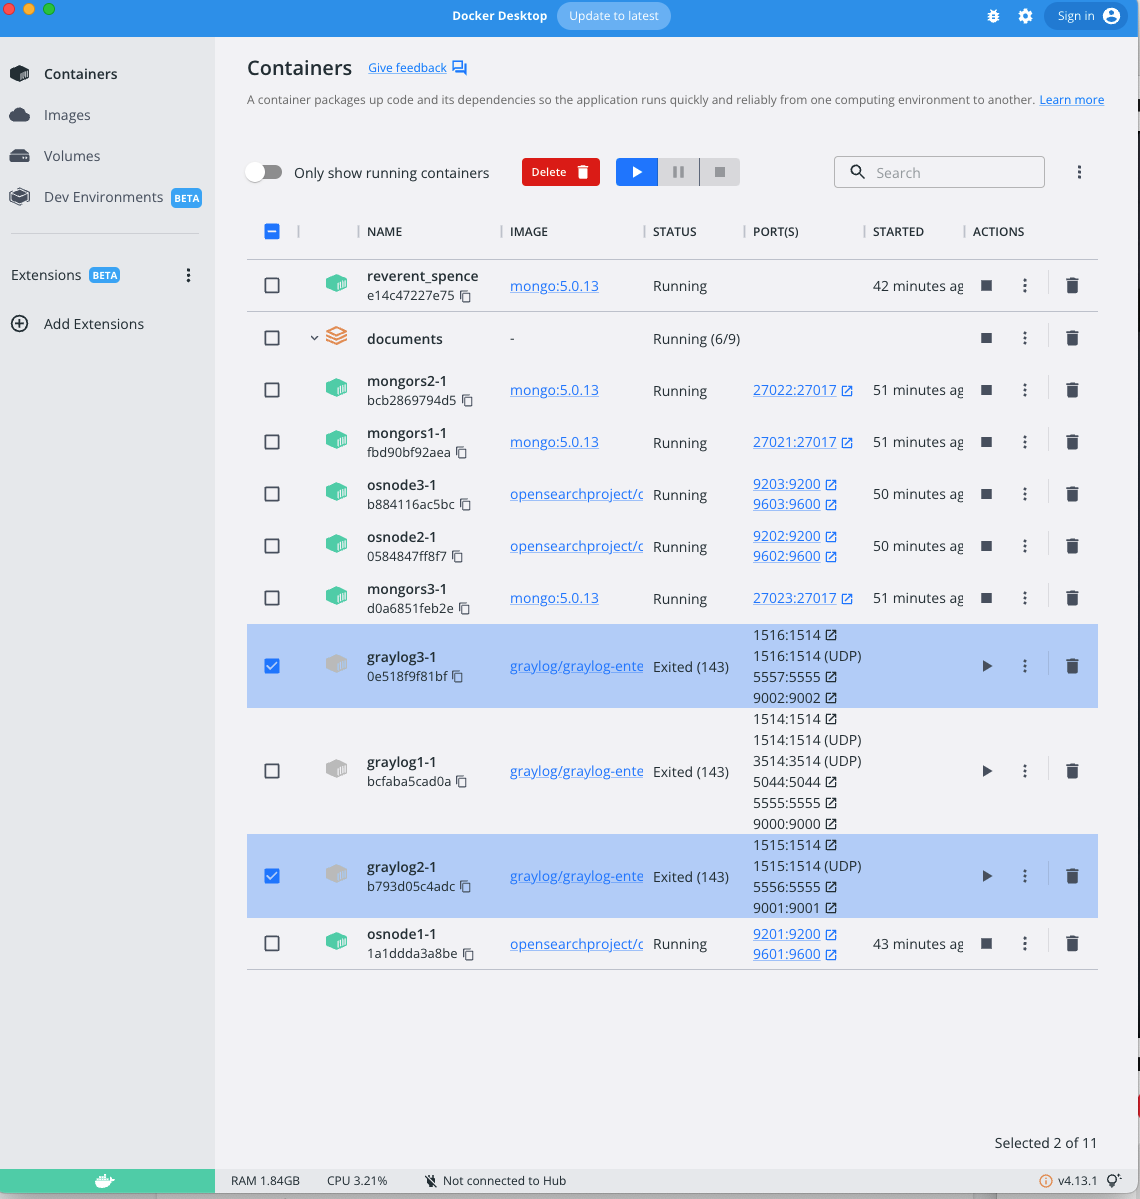 Docker Desktop Update to latest Sign in
Containers
Images
Volumes
Dev Environments BETA
Extensions BETA
Add Extensions
Containers Give feedback
A container packages up code and its dependencies so the application runs quickly and reliably from one computing environment to another. Learn more
Only show running containers Delete Search
NAME IMAGE STATUS PORT(S) STARTED ACTIONS
reverent_spence
e14c47227e75
mongo:5.0.13 Running 42 minutes ag
documents - Running (6/9)
mongors2-1
bcb2869794d5
mongo:5.0.13 Running 27022:27017 51 minutes ag
mongors1-1
fbd90bf92aea
mongo:5.0.13 Running 27021:27017 51 minutes ag
osnode3-1
b884116ac5bc
opensearchproject/c Running
9203:9200
9603:9600
50 minutes ag
osnode2-1
0584847ff8f7
opensearchproject/c Running
9202:9200
9602:9600
50 minutes ag
mongors3-1
d0a6851feb2e
mongo:5.0.13 Running 27023:27017 51 minutes ag
graylog3-1
0e518f9f81bf
graylog/graylog-ente Exited (143)
1516:1514
1516:1514 (UDP)
5557:5555
9002:9002
graylog1-1
bcfaba5cad0a
graylog/graylog-ente Exited (143)
1514:1514
1514:1514 (UDP)
3514:3514 (UDP)
5044:5044
5555:5555
9000:9000
graylog2-1
b793d05c4adc
graylog/graylog-ente Exited (143)
1515:1514
1515:1514 (UDP)
5556:5555
9001:9001
osnode1-1
1a1ddda3a8be
opensearchproject/c Running
9201:9200
9601:9600
43 minutes ag
Selected 2 of 11
RAM 1.84GB CPU 3.21% Not connected to Hub v4.13.1